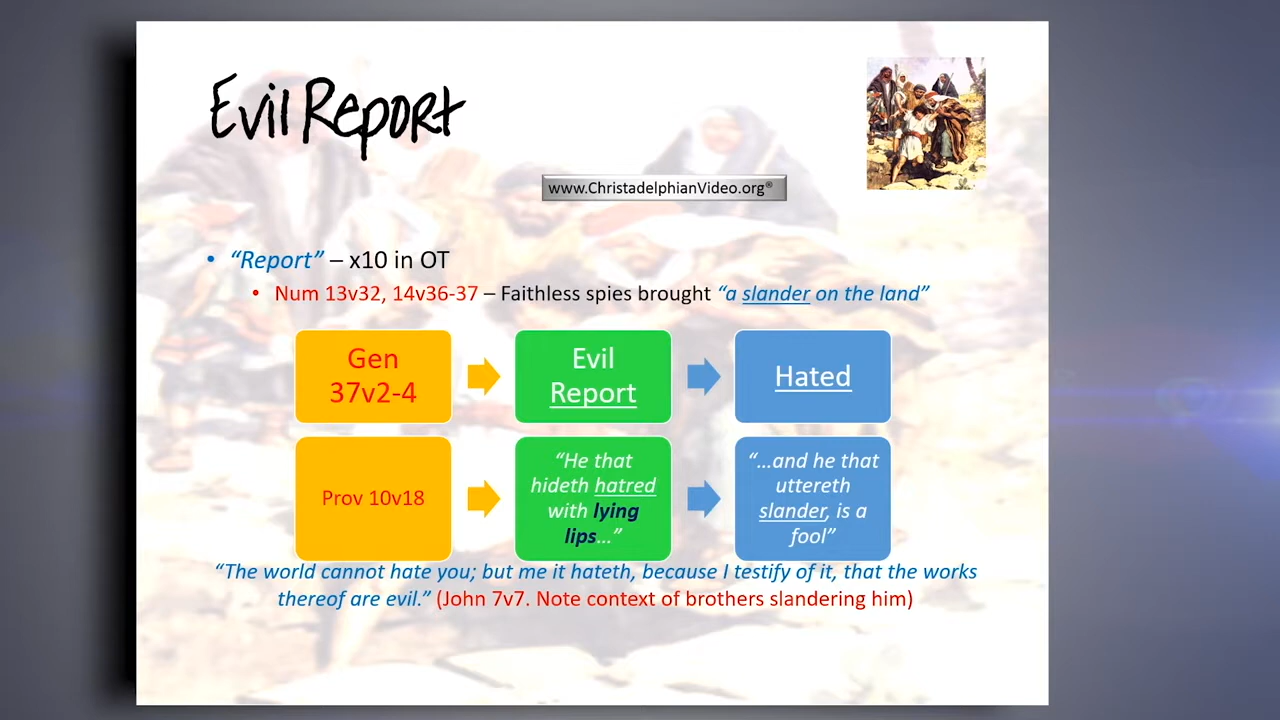 Evil Report
www.ChristadelphianVideo.org®
• “Report” – x10 in OT
• Num 13v32, 14v36-37 – Faithless spies brought “a slander on the land”
Gen
37v2-4
Evil
Report
Hated
Prov 10v18
“He that
hideth hatred
with lying
lips…”
“…and he that
uttereth
slander, is a
fool”
“The world cannot hate you; but me it hateth, because I testify of it, that the works
thereof are evil.” (John 7v7. Note context of brothers slandering him)